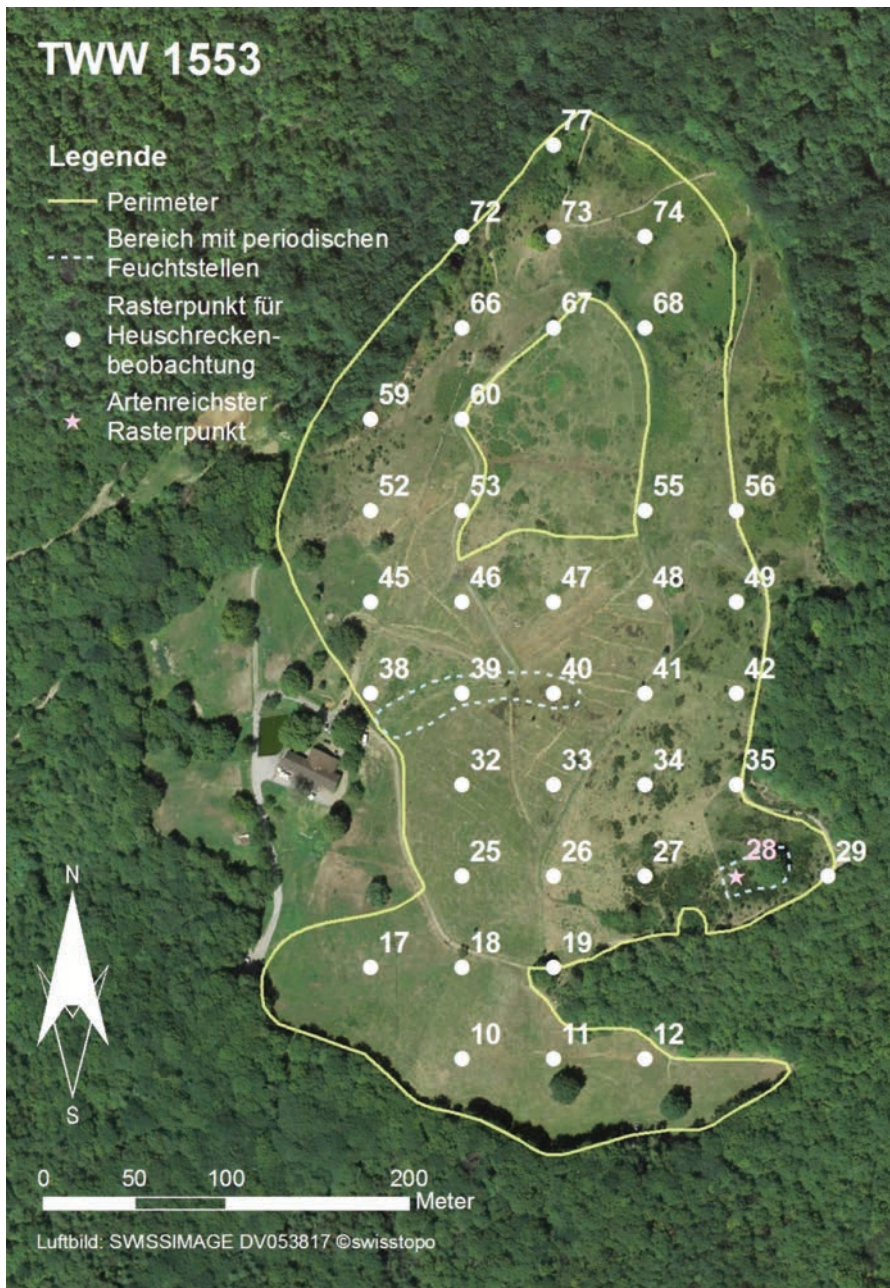 TWW 1553
Legende
Perimeter
Bereich mit periodischen
Feuchtstellen
Rasterpunkt für
Heuschrecken-
beobachtung
Artenreichster
Rasterpunkt
77
72 73 74
66 67 68
59 60
52 53 55 56
45 46 47 48 49
38 39 40 41 42
32 33 34 35
25 26 27 28 29
17 18 19
10 11 12
N
S
0 50 100 200
Meter
Luftbild: SWISSIMAGE DV053817 ©swisstopo